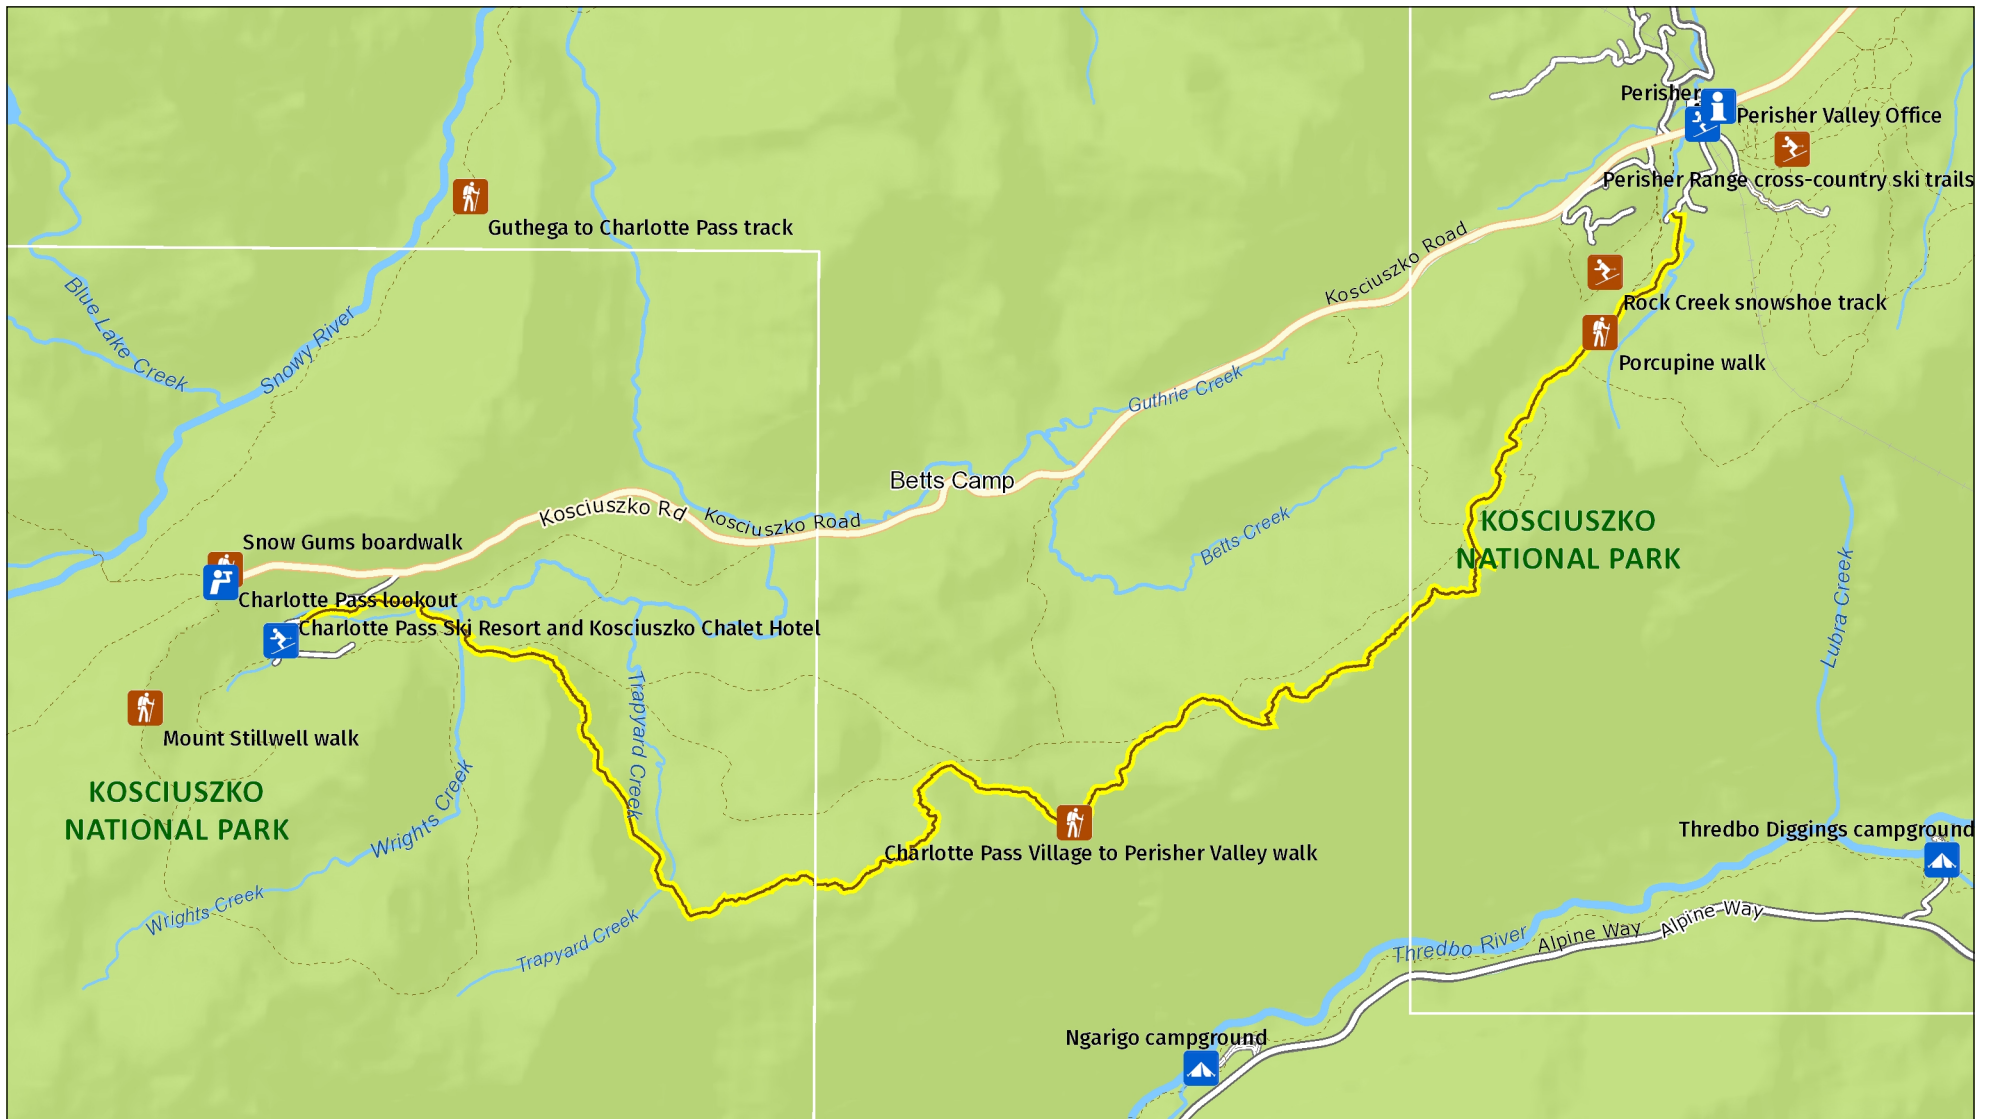 Perisher
Perisher Valley Office
Perisher Range cross-country ski trails
Guthega to Charlotte Pass track
Kosciuszko Road
Blue Lake Creek
Snowy River
Rock Creek snowshoe track
Porcupine walk
Guthrie Creek
Betts Camp
Kosciuszko Rd
Kosciuszko Road
Betts Creek
KOSCIUSZKO
NATIONAL PARK
Snow Gums boardwalk
Charlotte Pass lookout
Charlotte Pass Ski Resort and Kosciuszko Chalet Hotel
Lubra Creek
Trapyard Creek
Mount Stillwell walk
KOSCIUSZKO
NATIONAL PARK
Wrights Creek
Charlotte Pass Village to Perisher Valley walk
Thredbo Diggings campground
Wrights Creek
Trapyard Creek
Thredbo River
Alpine Way
Alpine Way
Ngarigo campground